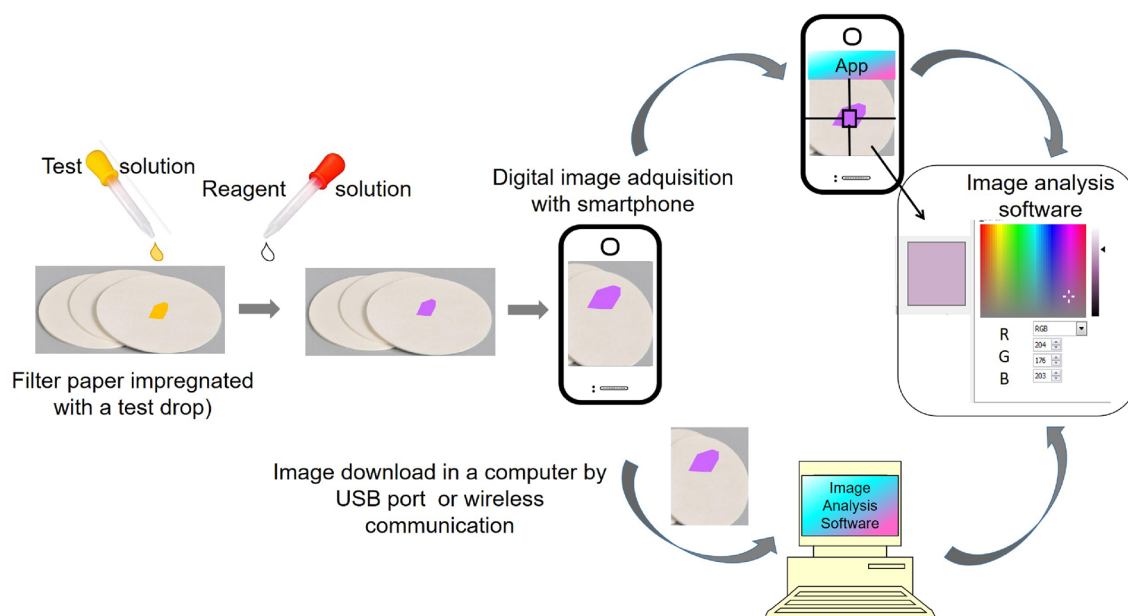 Test solution
Reagent solution
Filter paper impregnated
with a test drop)
Digital image adquisition
with smartphone
App
Image analysis
software
RGB
R 204
G 176
B 203
Image download in a computer by
USB port or wireless
communication
Image
Analysis
Software